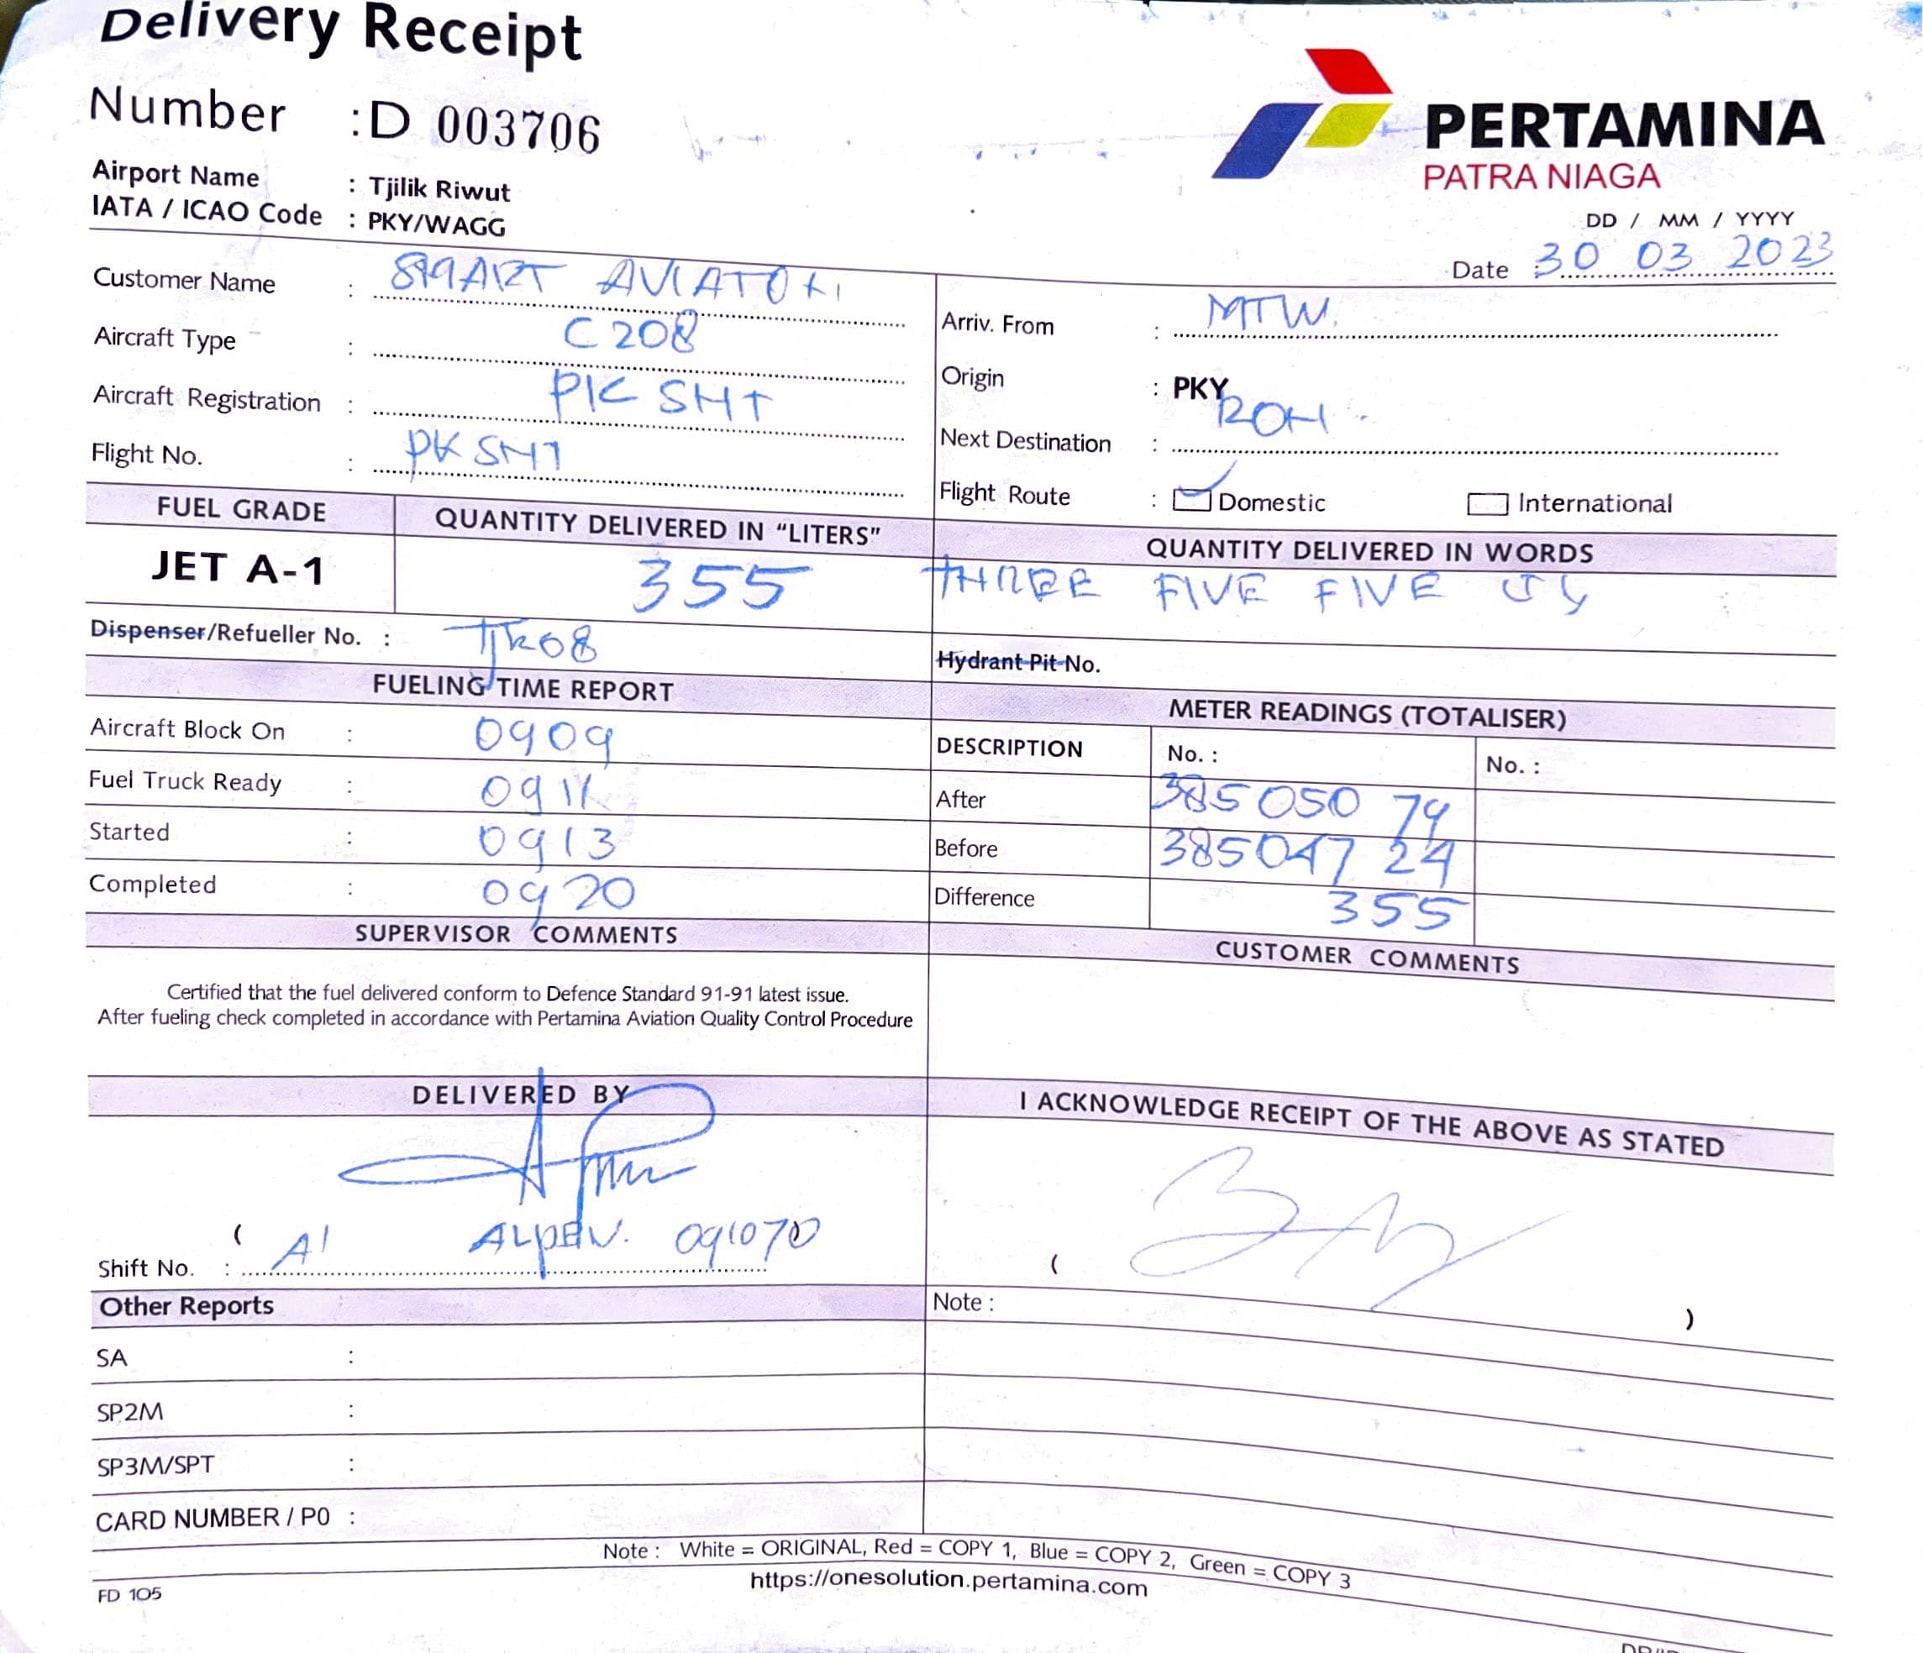 Delivery Receipt
Number : D 003706
Airport Name : Tjilik Riwut
IATA / ICAO Code : PKY/WAGG
PERTAMINA
PATRA NIAGA
DD / MM / YYYY
Date : 30 03 2023
Customer Name : SMART AVIATON
Aircraft Type : C 208
Aircraft Registration : PK SHT
Flight No. : PK SHT
Arriv. From : MTW.
Origin : PKY
Next Destination :
Flight Route : Domestic International
FUEL GRADE QUANTITY DELIVERED IN “LITERS” QUANTITY DELIVERED IN WORDS
JET A-1 355 THREE FIVE FIVE
Dispenser/Refueller No. : Hydrant Pit No.
FUELING TIME REPORT METER READINGS (TOTALISER)
Aircraft Block On : 0909
Fuel Truck Ready :
Started : 0913
Completed : 0920
DESCRIPTION No. : No. :
After 385050 79
Before 385047 24
Difference 355
SUPERVISOR COMMENTS CUSTOMER COMMENTS
Certified that the fuel delivered conform to Defence Standard 91-91 latest issue.
After fueling check completed in accordance with Pertamina Aviation Quality Control Procedure
DELIVERED BY I ACKNOWLEDGE RECEIPT OF THE ABOVE AS STATED
(
Shift No. : A1 091070
( )
Other Reports Note :
SA :
SP2M :
SP3M/SPT :
CARD NUMBER / P0 :
Note : White = ORIGINAL, Red = COPY 1, Blue = COPY 2, Green = COPY 3
https://onesolution.pertamina.com
FD 105